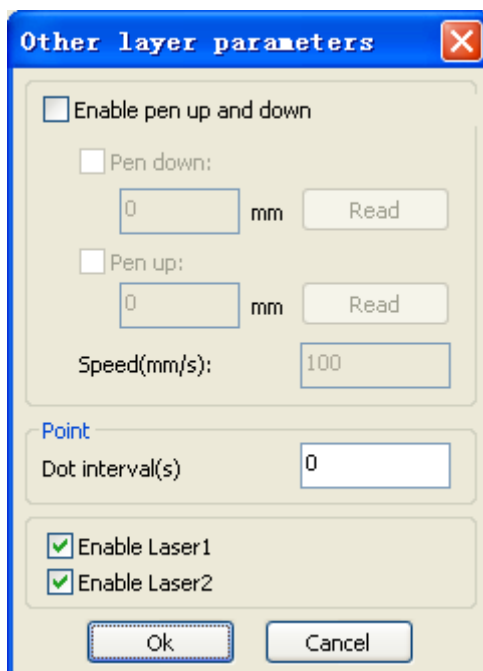 Other layer parameters
Enable pen up and down
Pen down:
0 mm Read
Pen up:
0 mm Read
Speed(mm/s): 100
Point
Dot interval(s) 0
Enable Laser1
Enable Laser2
Ok Cancel